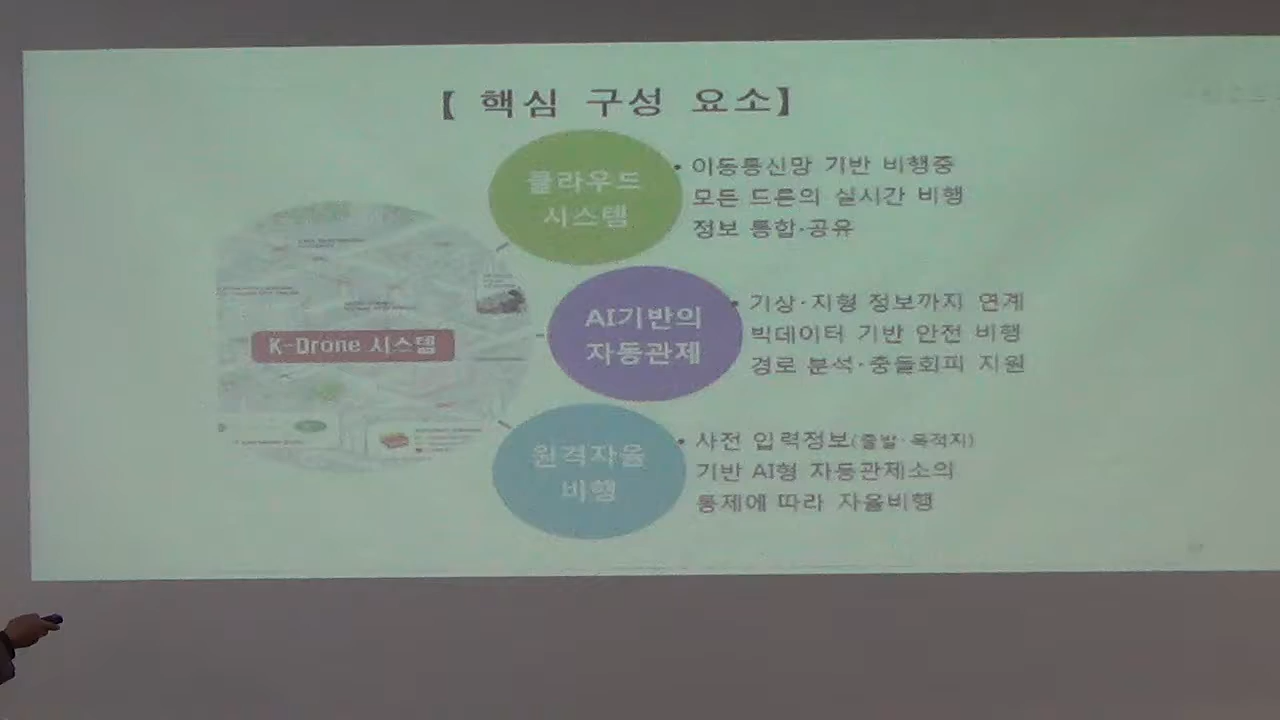 【 핵심 구성 요소】
클라우드
시스템
• 이동통신망 기반 비행중
모든 드론의 실시간 비행
정보 통합·공유
K-Drone 시스템
AI기반의
자동관제
• 기상·지형 정보까지 연계
빅데이터 기반 안전 비행
경로 분석·충돌회피 지원
원격자율
비행
• 사전 입력정보(출발·목적지)
기반 AI형 자동관제소의
통제에 따라 자율비행